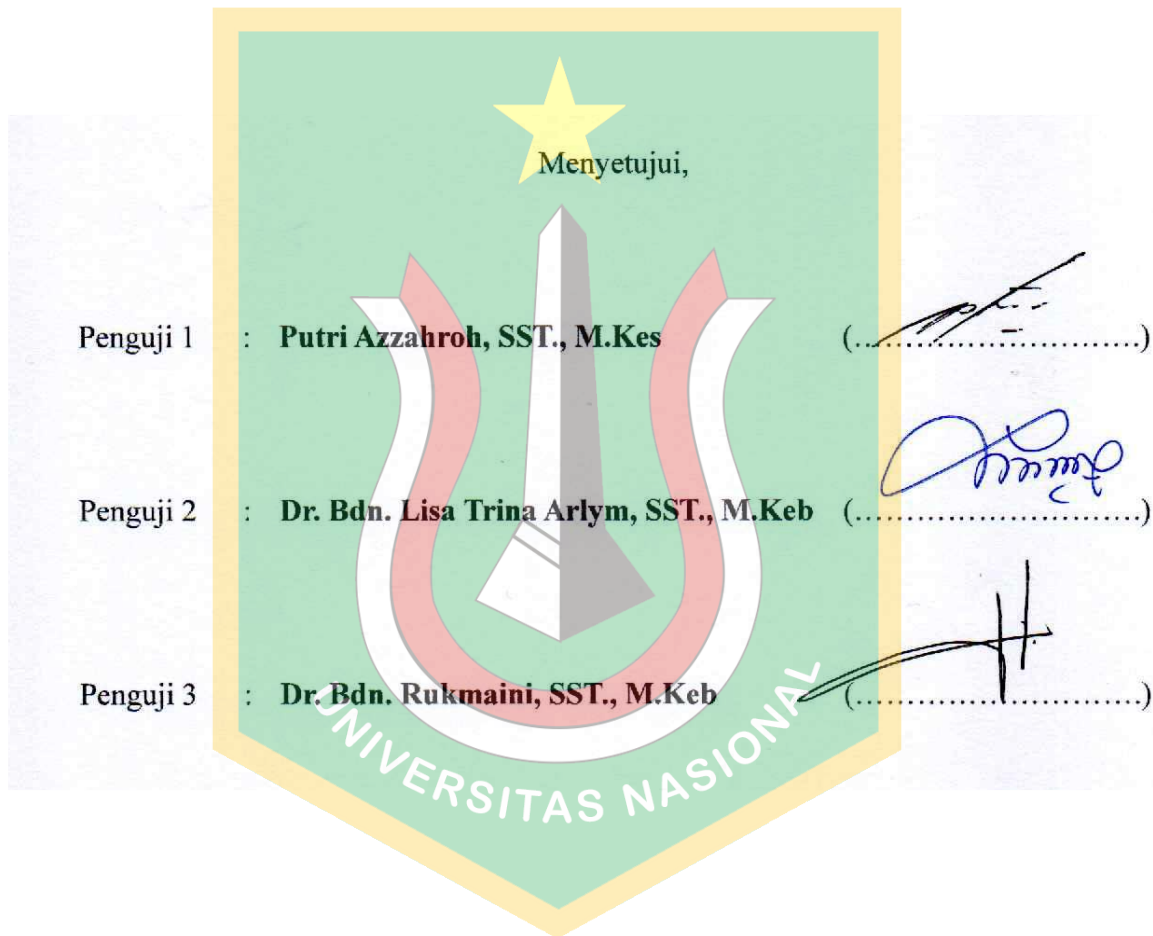 Menyetujui,
Penguji 1 : Putri Azzahroh, SST., M.Kes (..............................)
Penguji 2 : Dr. Bdn. Lisa Trina Arlym, SST., M.Keb (..............................)
Penguji 3 : Dr. Bdn. Rukmaini, SST., M.Keb (..............................)
UNIVERSITAS NASIONAL